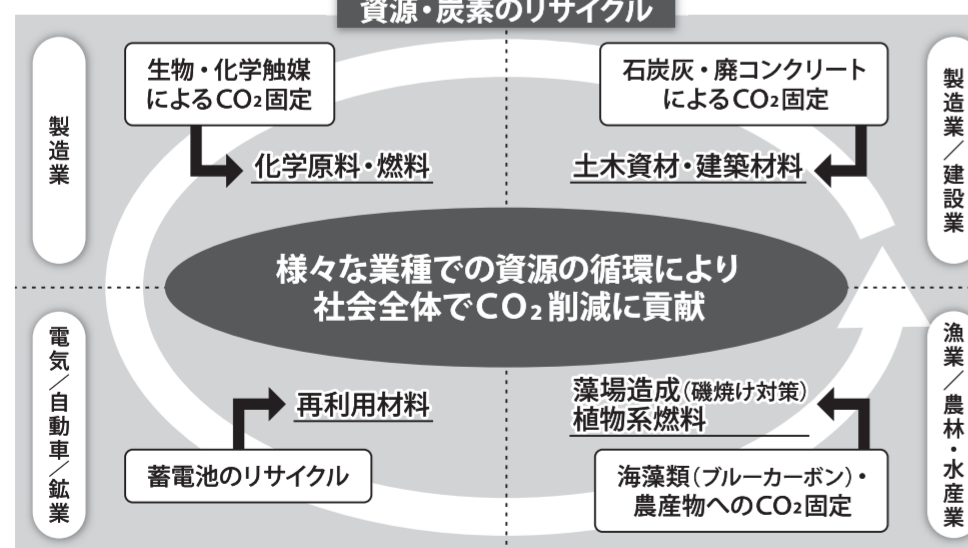 資源・炭素のリサイクル
製造業
生物・化学触媒
によるCO₂固定
化学原料・燃料
石炭灰・廃コンクリート
によるCO₂固定
土木資材・建築材料
製造業／建設業
様々な業種での資源の循環により
社会全体でCO₂削減に貢献
電気／自動車／鉱業
再利用材料
蓄電池のリサイクル
藻場造成（磯焼け対策）
植物系燃料
海藻類（ブルーカーボン）・
農産物へのCO₂固定
漁業／農林・水産業